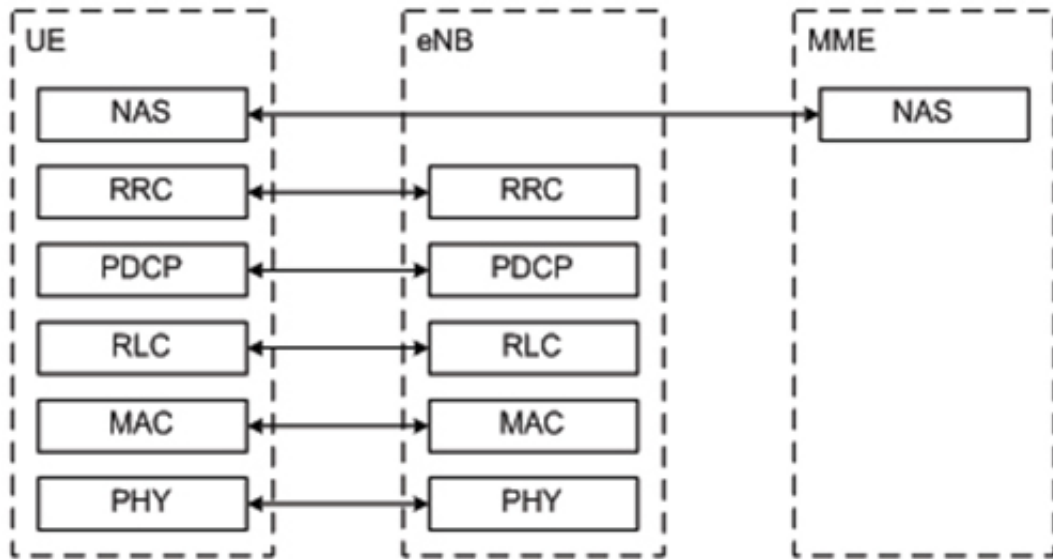 UE eNB MME
NAS NAS
RRC RRC
PDCP PDCP
RLC RLC
MAC MAC
PHY PHY